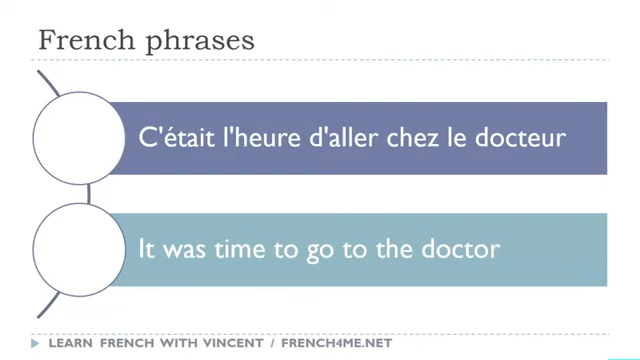 French phrases
C'était l'heure d'aller chez le docteur
It was time to go to the doctor
LEARN FRENCH WITH VINCENT / FRENCH4ME.NET